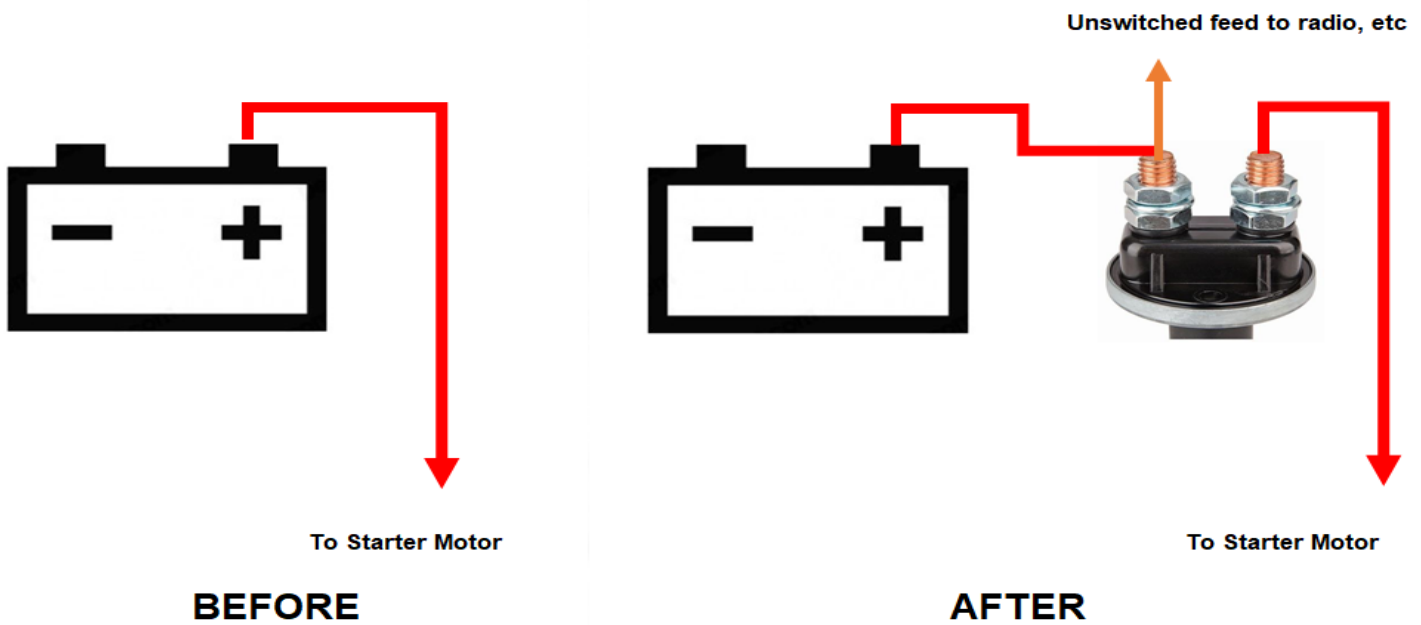 Unswitched feed to radio, etc
To Starter Motor
To Starter Motor
BEFORE
AFTER